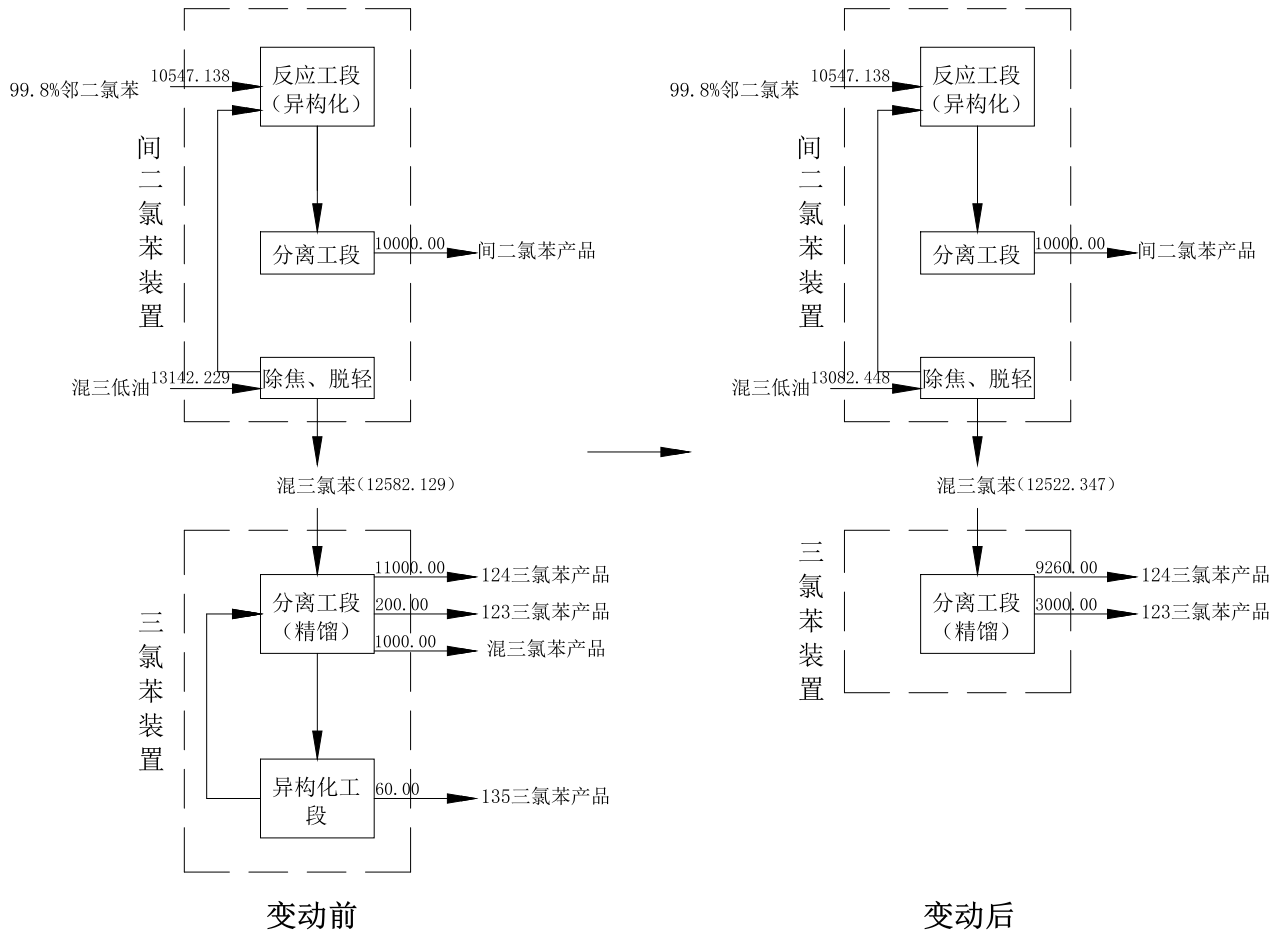 10547.138
99.8%邻二氯苯
反应工段
（异构化）
间二氯苯装置
分离工段
10000.00
间二氯苯产品
13142.229
混三低油
除焦、脱轻
混三氯苯(12582.129)
三氯苯装置
分离工段
（精馏）
11000.00
124三氯苯产品
200.00
123三氯苯产品
1000.00
混三氯苯产品
异构化工
段
60.00
135三氯苯产品
变动前
10547.138
99.8%邻二氯苯
反应工段
（异构化）
间二氯苯装置
分离工段
10000.00
间二氯苯产品
13082.448
混三低油
除焦、脱轻
混三氯苯(12522.347)
三氯苯装置
分离工段
（精馏）
9260.00
124三氯苯产品
3000.00
123三氯苯产品
变动后